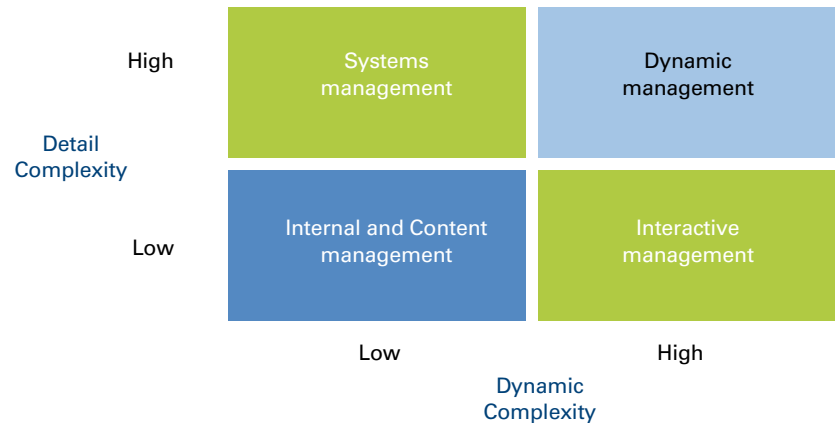 High
Systems
management
Dynamic
management
Detail
Complexity
Low
Internal and Content
management
Interactive
management
Low
High
Dynamic
Complexity